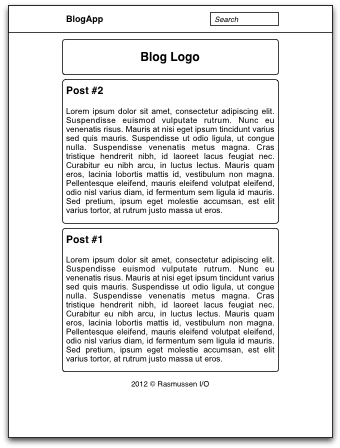 BlogApp
Search
Blog Logo
Post #2
Lorem ipsum dolor sit amet, consectetur adipiscing elit.
Suspendisse euismod vulputate rutrum. Nunc eu
venenatis risus. Mauris at nisi eget ipsum tincidunt varius
sed quis mauris. Suspendisse ut odio ligula, ut congue
nulla. Suspendisse venenatis metus magna. Cras
tristique hendrerit nibh, id laoreet lacus feugiat nec.
Curabitur eu nibh in lectus luctus feugiat. Mauris quam
eros, lacinia lobortis mattis id, vestibulum non magna.
Pellentesque eleifend, mauris eleifend volutpat eleifend,
odio nisl varius diam, id fermentum sem ligula mauris.
Sed pretium, ipsum eget molestie accumsan, est elit
varius tortor, at rutrum justo massa ut eros.
Post #1
Lorem ipsum dolor sit amet, consectetur adipiscing elit.
Suspendisse euismod vulputate rutrum. Nunc eu
venenatis risus. Mauris at nisi eget ipsum tincidunt varius
sed quis mauris. Suspendisse ut odio ligula, ut congue
nulla. Suspendisse venenatis metus magna. Cras
tristique hendrerit nibh, id laoreet lacus feugiat nec.
Curabitur eu nibh in lectus luctus feugiat. Mauris quam
eros, lacinia lobortis mattis id, vestibulum non magna.
Pellentesque eleifend, mauris eleifend volutpat eleifend,
odio nisl varius diam, id fermentum sem ligula mauris.
Sed pretium, ipsum eget molestie accumsan, est elit
varius tortor, at rutrum justo massa ut eros.
2012 © Rasmussen I/O